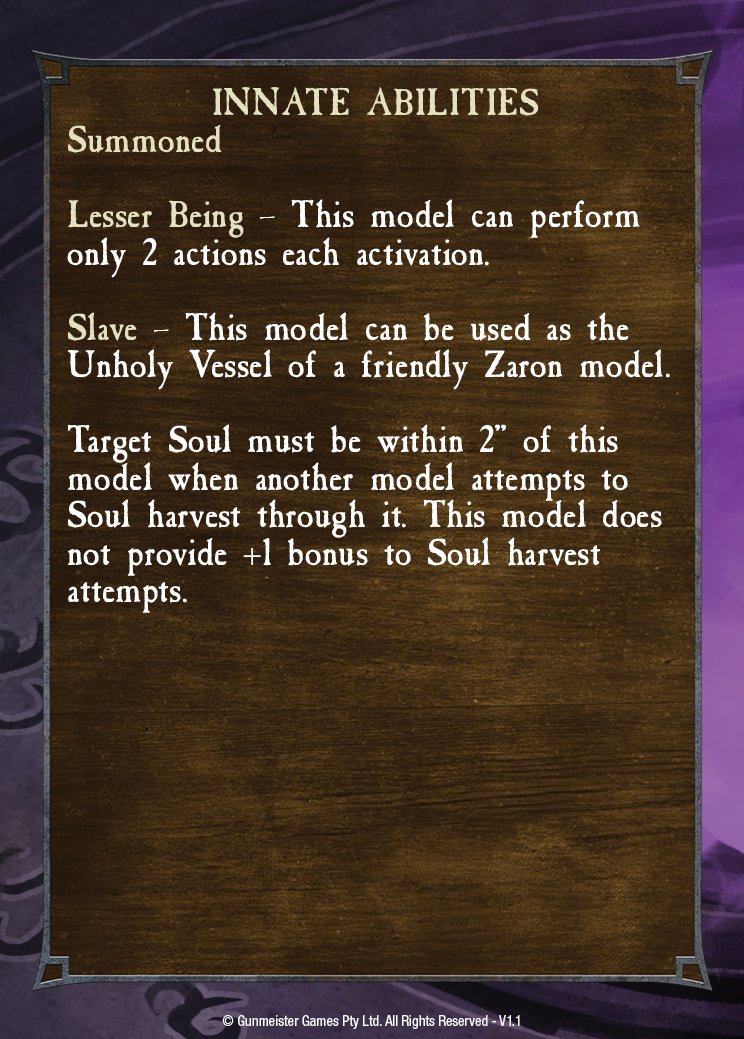 INNATE ABILITIES
Summoned
Lesser Being – This model can perform
only 2 actions each activation.
Slave – This model can be used as the
Unholy Vessel of a friendly Zaron model.
Target Soul must be within 2” of this
model when another model attempts to
Soul harvest through it. This model does
not provide +1 bonus to Soul harvest
attempts.
© Gunmeister Games Pty Ltd. All Rights Reserved - V1.1